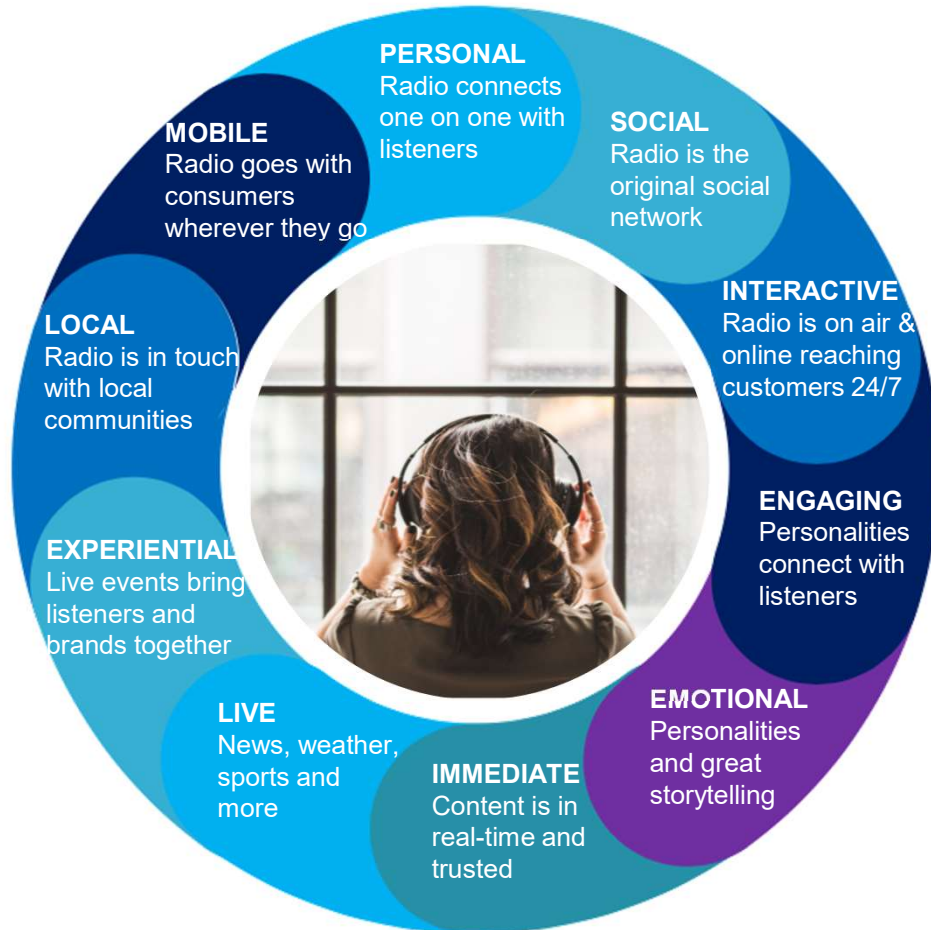 PERSONAL
Radio connects
one on one with
listeners
SOCIAL
Radio is the
original social
network
INTERACTIVE
Radio is on air &
online reaching
customers 24/7
ENGAGING
Personalities
connect with
listeners
EMOTIONAL
Personalities
and great
storytelling
IMMEDIATE
Content is in
real-time and
trusted
LIVE
News, weather,
sports and
more
EXPERIENTIAL
Live events bring
listeners and
brands together
LOCAL
Radio is in touch
with local
communities
MOBILE
Radio goes with
consumers
wherever they go